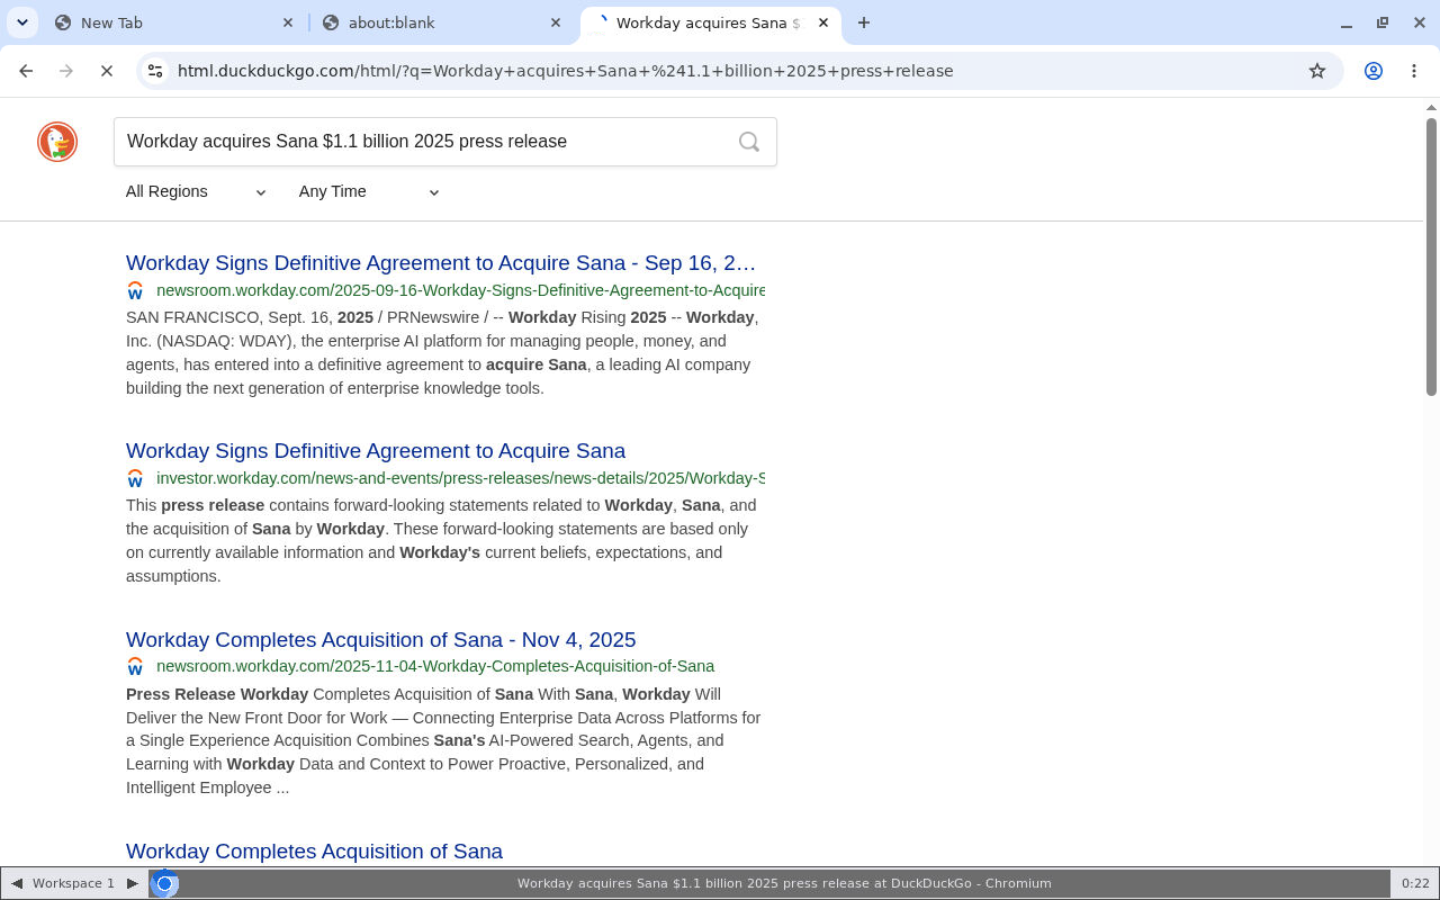 New Tab
about:blank
Workday acquires Sana $
html.duckduckgo.com/html/?q=Workday+acquires+Sana+%241.1+billion+2025+press+release
Workday acquires Sana $1.1 billion 2025 press release
All Regions
Any Time
Workday Signs Definitive Agreement to Acquire Sana - Sep 16, 2…
newsroom.workday.com/2025-09-16-Workday-Signs-Definitive-Agreement-to-Acquire
SAN FRANCISCO, Sept. 16, 2025 / PRNewswire / -- Workday Rising 2025 -- Workday,
Inc. (NASDAQ: WDAY), the enterprise AI platform for managing people, money, and
agents, has entered into a definitive agreement to acquire Sana, a leading AI company
building the next generation of enterprise knowledge tools.
Workday Signs Definitive Agreement to Acquire Sana
investor.workday.com/news-and-events/press-releases/news-details/2025/Workday-S
This press release contains forward-looking statements related to Workday, Sana, and
the acquisition of Sana by Workday. These forward-looking statements are based only
on currently available information and Workday's current beliefs, expectations, and
assumptions.
Workday Completes Acquisition of Sana - Nov 4, 2025
newsroom.workday.com/2025-11-04-Workday-Completes-Acquisition-of-Sana
Press Release Workday Completes Acquisition of Sana With Sana, Workday Will
Deliver the New Front Door for Work — Connecting Enterprise Data Across Platforms for
a Single Experience Acquisition Combines Sana's AI-Powered Search, Agents, and
Learning with Workday Data and Context to Power Proactive, Personalized, and
Intelligent Employee ...
Workday Completes Acquisition of Sana
Workspace 1
Workday acquires Sana $1.1 billion 2025 press release at DuckDuckGo - Chromium
0:22